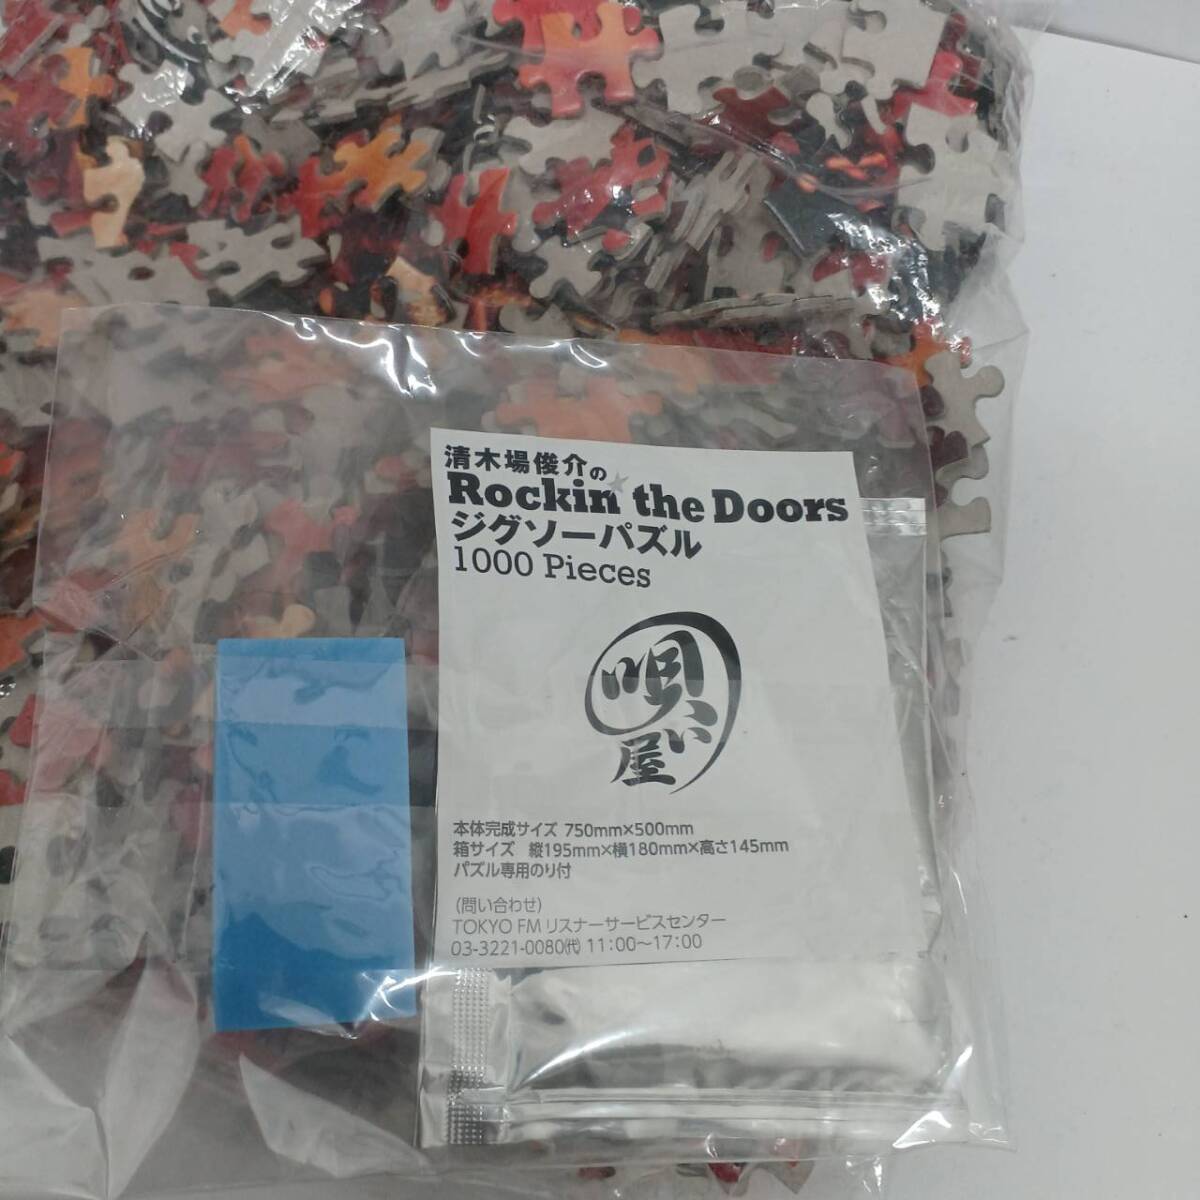 清木場俊介の
Rockin' the Doors
ジグソーパズル
1000 Pieces
唄い屋
本体完成サイズ 750mm×500mm
箱サイズ 縦195mm×横180mm×高さ145mm
パズル専用のり付
(問い合わせ)
TOKYO FM リスナーサービスセンター
03-3221-0080(代) 11:00～17:00